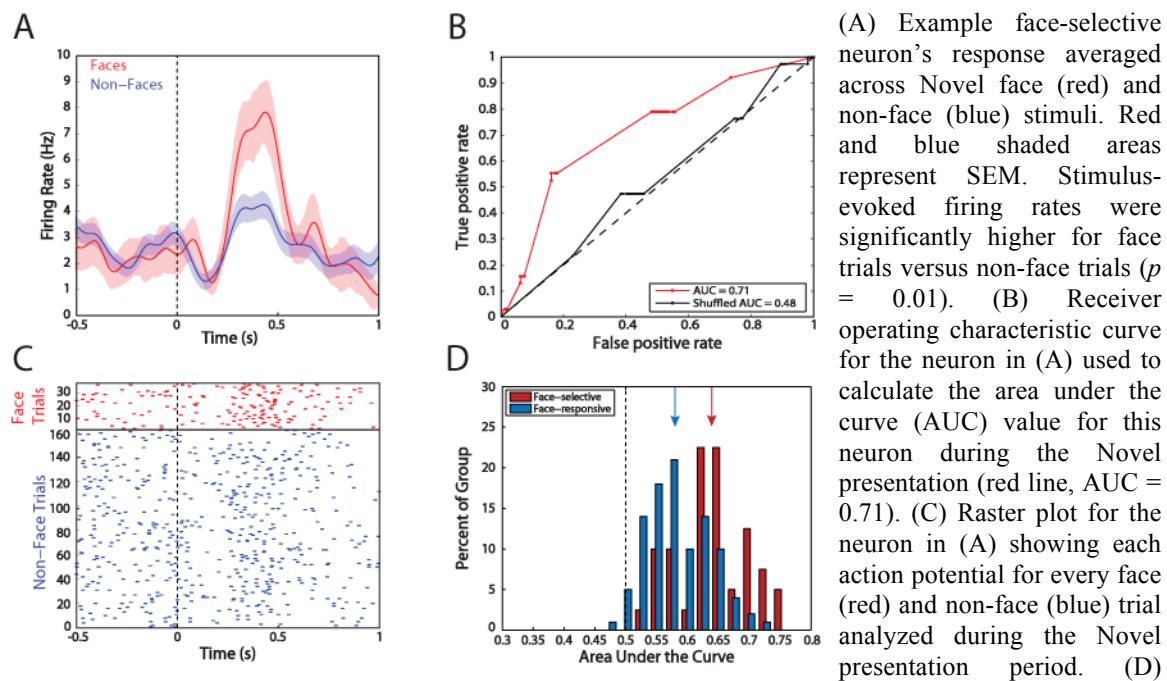 A
Faces
Non-Faces
10
9
8
7
6
5
4
3
2
1
0
Firing Rate (Hz)
-0.5
0
0.5
1
Time (s)
B
1
0.9
0.8
0.7
0.6
0.5
0.4
0.3
0.2
0.1
0
True positive rate
AUC = 0.71
Shuffled AUC = 0.48
0
0.2
0.4
0.6
0.8
1
False positive rate
C
Face
Trials
30
20
10
Non-Face Trials
160
140
120
100
80
60
40
20
0
-0.5
0
0.5
1
Time (s)
D
Face-selective
Face-responsive
30
25
20
15
10
5
0
Percent of Group
0.3
0.35
0.4
0.45
0.5
0.55
0.6
0.65
0.7
0.75
0.8
Area Under the Curve
(A) Example face-selective
neuron's response averaged
across Novel face (red) and
non-face (blue) stimuli. Red
and blue shaded areas
represent SEM. Stimulus-
evoked firing rates were
significantly higher for face
trials versus non-face trials (p
= 0.01). (B) Receiver
operating characteristic curve
for the neuron in (A) used to
calculate the area under the
curve (AUC) value for this
neuron during the Novel
presentation (red line, AUC =
0.71). (C) Raster plot for the
neuron in (A) showing each
action potential for every face
(red) and non-face (blue) trial
analyzed during the Novel
presentation period. (D)